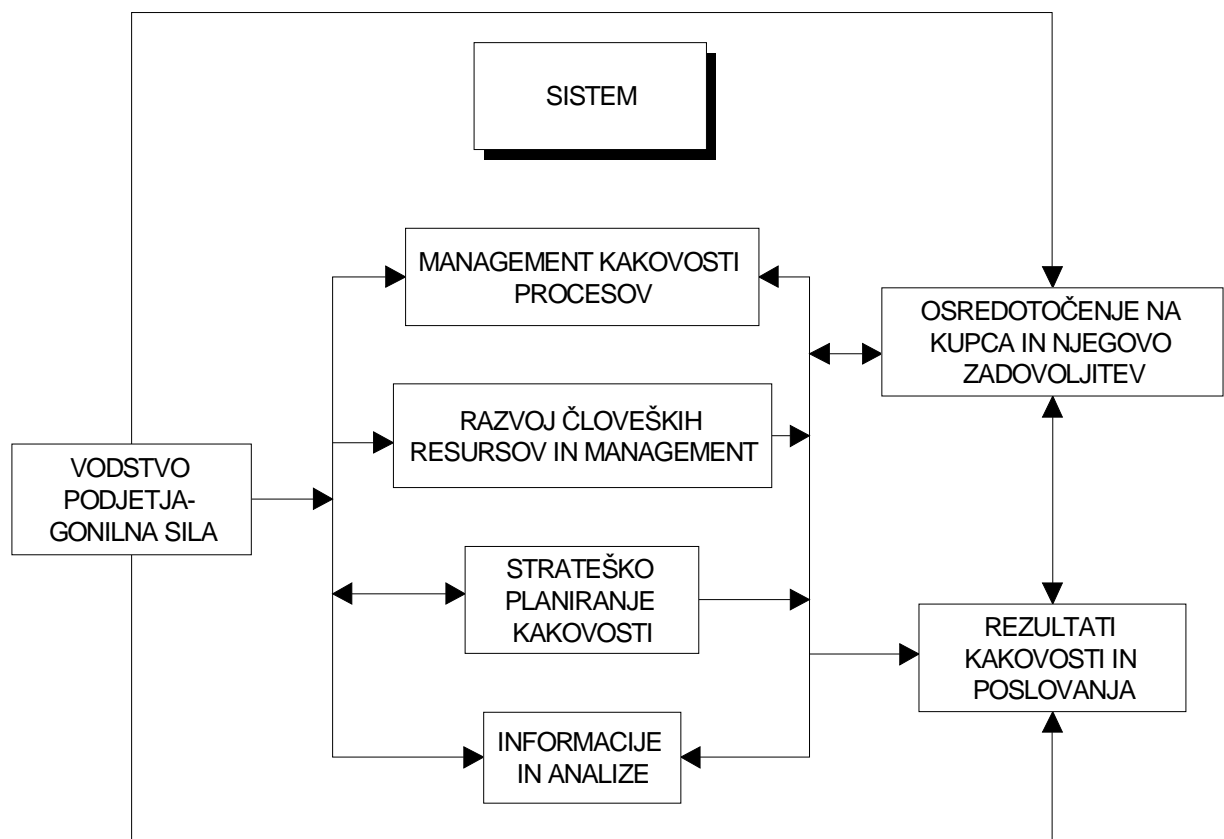 SISTEM
MANAGEMENT KAKOVOSTI
PROCESOV
OSREDOTOČENJE NA
KUPCA IN NJEGOVO
ZADOVOLJITEV
RAZVOJ ČLOVEŠKIH
RESURSOV IN MANAGEMENT
VODSTVO
PODJETJA-
GONILNA SILA
STRATEŠKO
PLANIRANJE
KAKOVOSTI
REZULTATI
KAKOVOSTI IN
POSLOVANJA
INFORMACIJE
IN ANALIZE